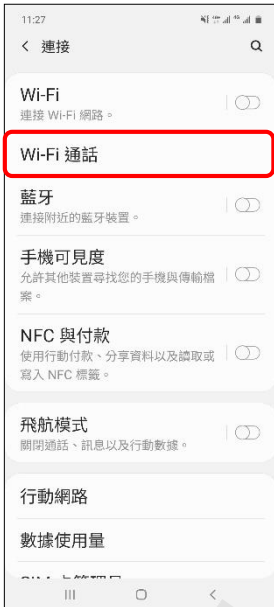 11:27
連接
Wi-Fi
連接 Wi-Fi 網路。
Wi-Fi 通話
藍牙
連接附近的藍牙裝置。
手機可見度
允許其他裝置尋找您的手機與傳輸檔
案。
NFC 與付款
使用行動付款、分享資料以及讀取或
寫入 NFC 標籤。
飛航模式
關閉通話、訊息以及行動數據。
行動網路
數據使用量